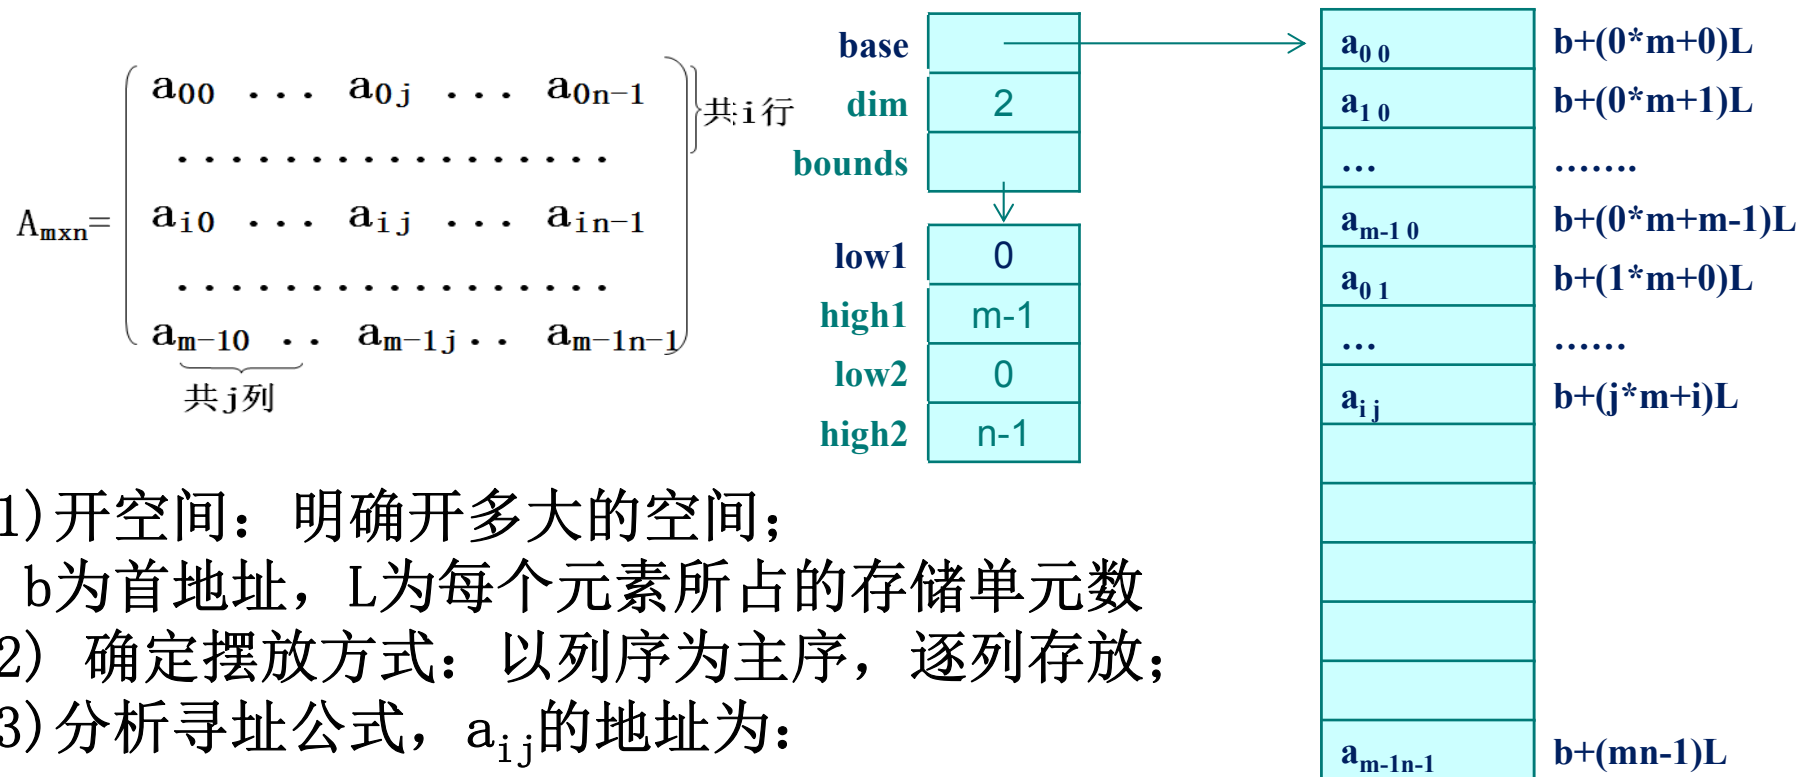 a00 ... a0j ... a0n-1
共i行
..................
Amxn=
ai0 ... aij ... ain-1
..................
am-10 .. am-1j.. am-1n-1
共j列
base
dim 2
bounds
low1 0
high1 m-1
low2 0
high2 n-1
a0 0 b+(0*m+0)L
a1 0 b+(0*m+1)L
... .......
am-1 0 b+(0*m+m-1)L
a0 1 b+(1*m+0)L
... ......
ai j b+(j*m+i)L
am-1n-1 b+(mn-1)L
1)开空间：明确开多大的空间；
b为首地址，L为每个元素所占的存储单元数
2) 确定摆放方式：以列序为主序，逐列存放；
3)分析寻址公式，aij的地址为：